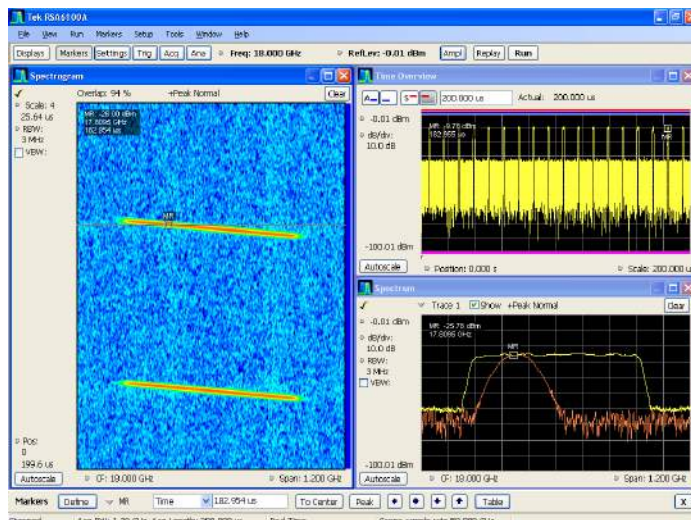 Tek RSA6100A
File View Run Markers Setup Tools Window Help
Displays Markers Settings Trig Acq Ana Freq: 18.000 GHz RefLev: -0.01 dBm Ampl Replay Run
Spectrogram
Overlap: 94 % +Peak Normal Clear
Scale: 4
25.64 us
RBW:
3 MHz
VBW:
MR: -26.00 dBm
17.8096 GHz
182.954 us
MR
Pos:
0
199.6 us
Autoscale CF: 18.000 GHz Span: 1.200 GHz
Time Overview
200.000 us Actual: 200.000 us
-0.01 dBm
dB/div:
10.0 dB
MR: -9.78 dBm
182.955 us
MR
-100.01 dBm
Autoscale Position: 0.000 s Scale: 200.000 us
Spectrum
Trace 1 Show +Peak Normal Clear
-0.01 dBm
dB/div:
10.0 dB
RBW:
3 MHz
VBW:
MR: -25.78 dBm
17.8096 GHz
MR
-100.01 dBm
Autoscale CF: 18.000 GHz Span: 1.200 GHz
Markers Define MR Time 182.954 us To Center Peak Table X